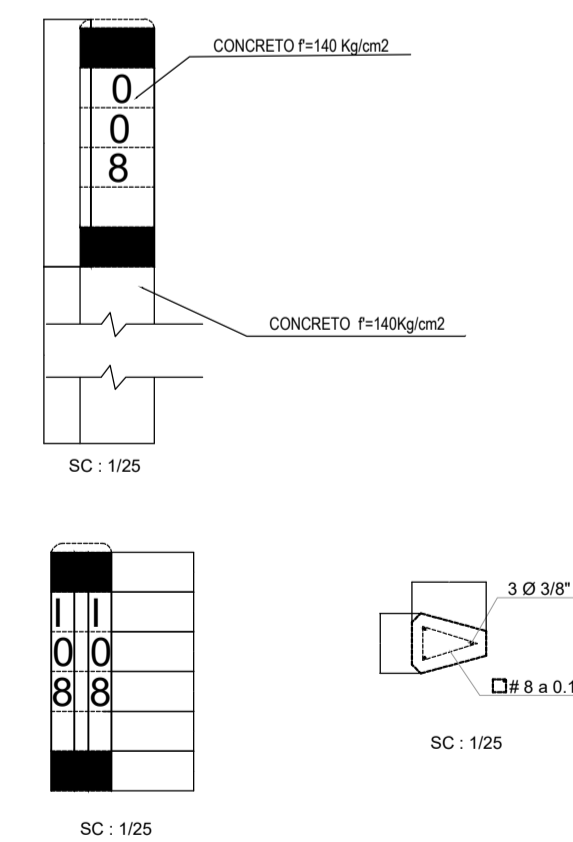 CONCRETO f'=140 Kg/cm2
0
0
8
CONCRETO f'=140Kg/cm2
SC : 1/25
I I
0 0
8 8
SC : 1/25
3 Ø 3/8"
# 8 a 0.1
SC : 1/25